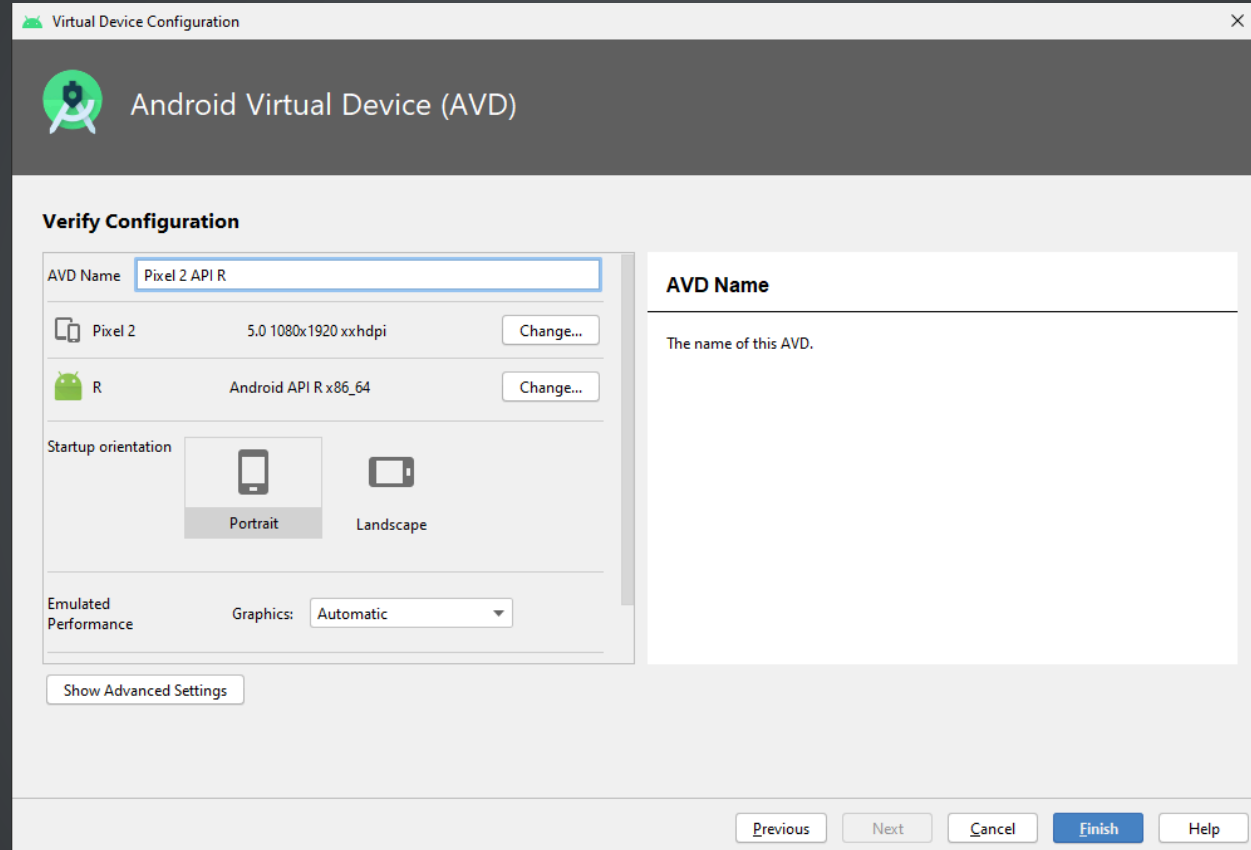 Virtual Device Configuration
Android Virtual Device (AVD)
Verify Configuration
AVD Name Pixel 2 API R
Pixel 2 5.0 1080x1920 xxhdpi Change...
R Android API R x86_64 Change...
Startup orientation
Portrait Landscape
Emulated
Performance
Graphics: Automatic
Show Advanced Settings
AVD Name
The name of this AVD.
Previous Next Cancel Finish Help